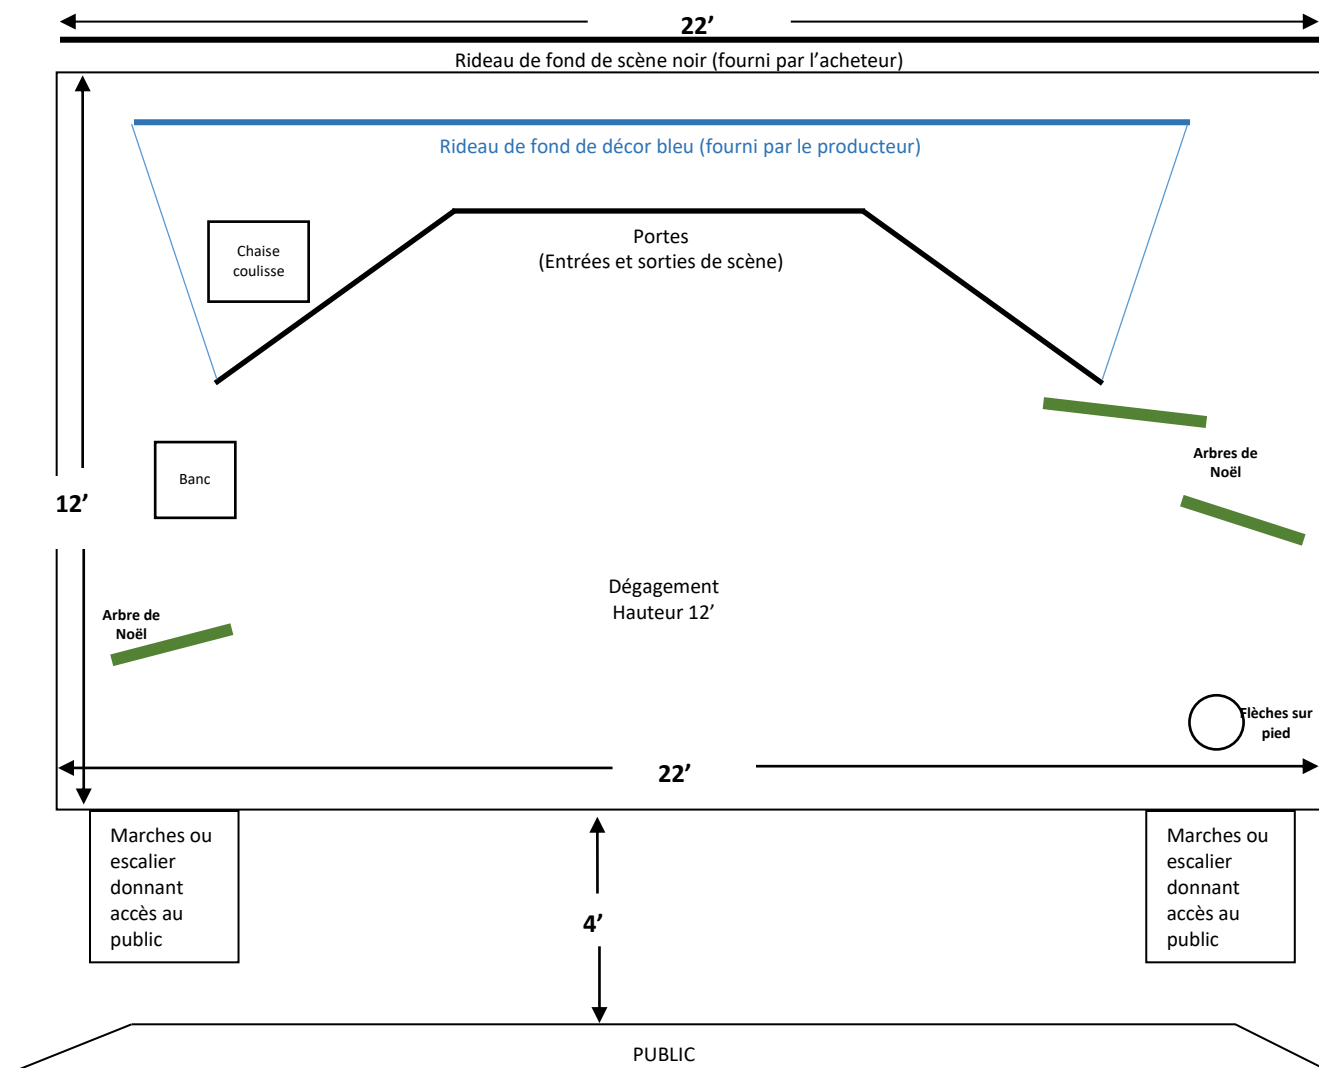 22’
Rideau de fond de scène noir (fourni par l’acheteur)
Rideau de fond de décor bleu (fourni par le producteur)
Portes
(Entrées et sorties de scène)
Chaise
coulisse
Banc
Arbres de
Noël
12’
Dégagement
Hauteur 12’
Arbre de
Noël
Flèches sur
pied
22’
Marches ou
escalier
donnant
accès au
public
4’
Marches ou
escalier
donnant
accès au
public
PUBLIC